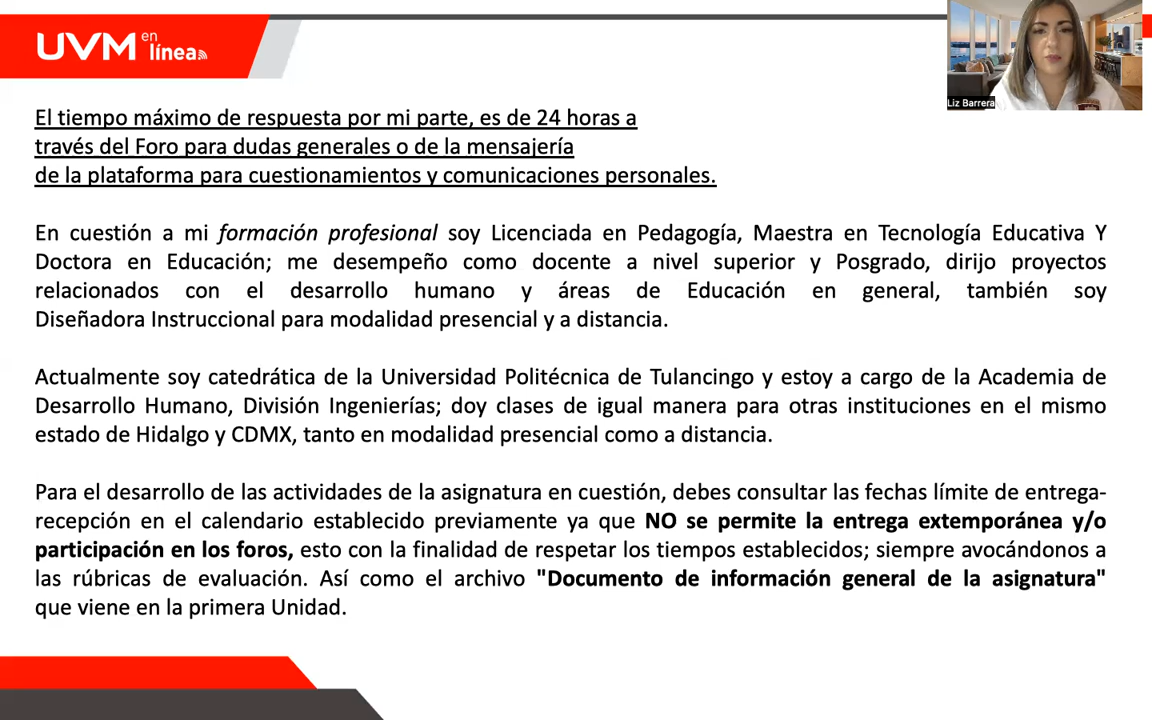 UVM en línea
Liz Barrera
El tiempo máximo de respuesta por mi parte, es de 24 horas a
través del Foro para dudas generales o de la mensajería
de la plataforma para cuestionamientos y comunicaciones personales.
En cuestión a mi formación profesional soy Licenciada en Pedagogía, Maestra en Tecnología Educativa Y
Doctora en Educación; me desempeño como docente a nivel superior y Posgrado, dirijo proyectos
relacionados con el desarrollo humano y áreas de Educación en general, también soy
Diseñadora Instruccional para modalidad presencial y a distancia.
Actualmente soy catedrática de la Universidad Politécnica de Tulancingo y estoy a cargo de la Academia de
Desarrollo Humano, División Ingenierías; doy clases de igual manera para otras instituciones en el mismo
estado de Hidalgo y CDMX, tanto en modalidad presencial como a distancia.
Para el desarrollo de las actividades de la asignatura en cuestión, debes consultar las fechas límite de entrega-
recepción en el calendario establecido previamente ya que NO se permite la entrega extemporánea y/o
participación en los foros, esto con la finalidad de respetar los tiempos establecidos; siempre avocándonos a
las rúbricas de evaluación. Así como el archivo "Documento de información general de la asignatura"
que viene en la primera Unidad.